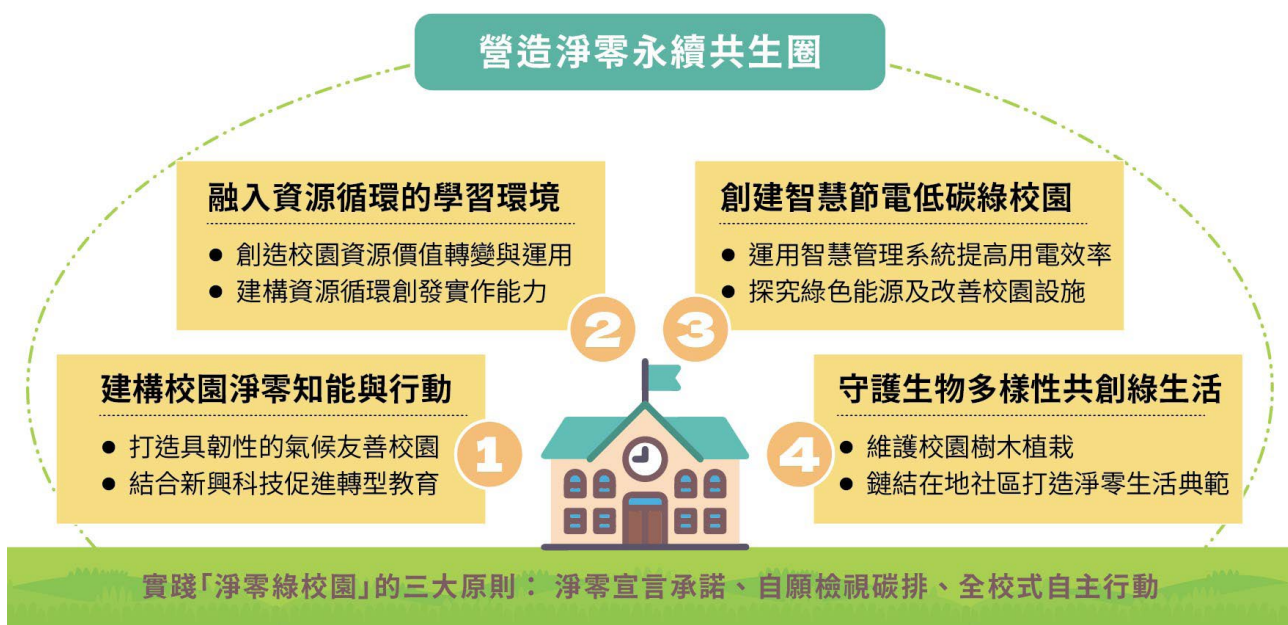 營造淨零永續共生圈
建構校園淨零知能與行動
● 打造具韌性的氣候友善校園
● 結合新興科技促進轉型教育
1
融入資源循環的學習環境
● 創造校園資源價值轉變與運用
● 建構資源循環創發實作能力
2
創建智慧節電低碳綠校園
● 運用智慧管理系統提高用電效率
● 探究綠色能源及改善校園設施
3
守護生物多樣性共創綠生活
● 維護校園樹木植栽
● 鏈結在地社區打造淨零生活典範
4
實踐「淨零綠校園」的三大原則： 淨零宣言承諾、自願檢視碳排、全校式自主行動